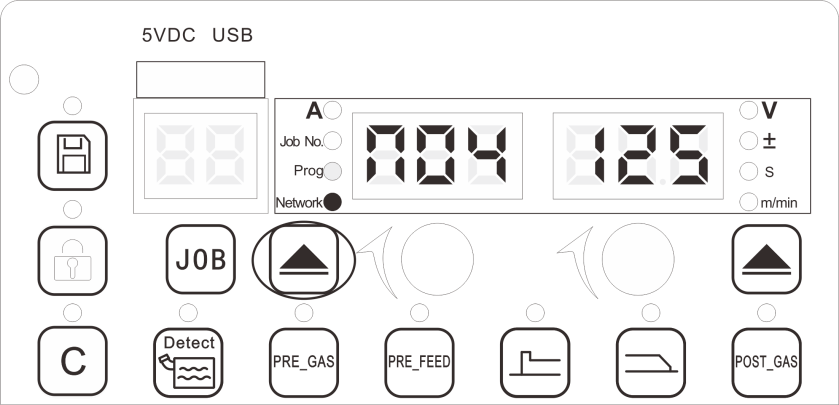 5VDC USB
A
V
Job No.
±
Prog
S
Network
m/min
N04
125
JOB
Detect
C
PRE_GAS
PRE_FEED
POST_GAS